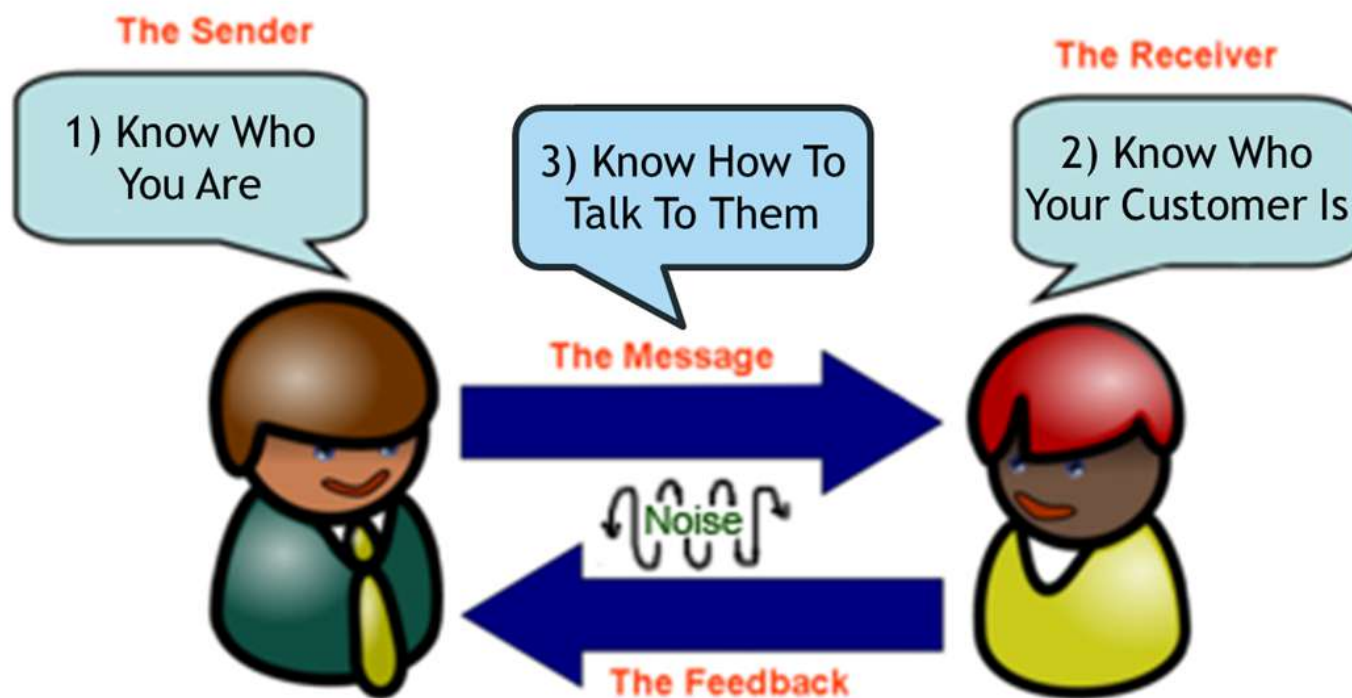 The Sender
The Receiver
1) Know Who
You Are
3) Know How To
Talk To Them
2) Know Who
Your Customer Is
The Message
Noise
The Feedback